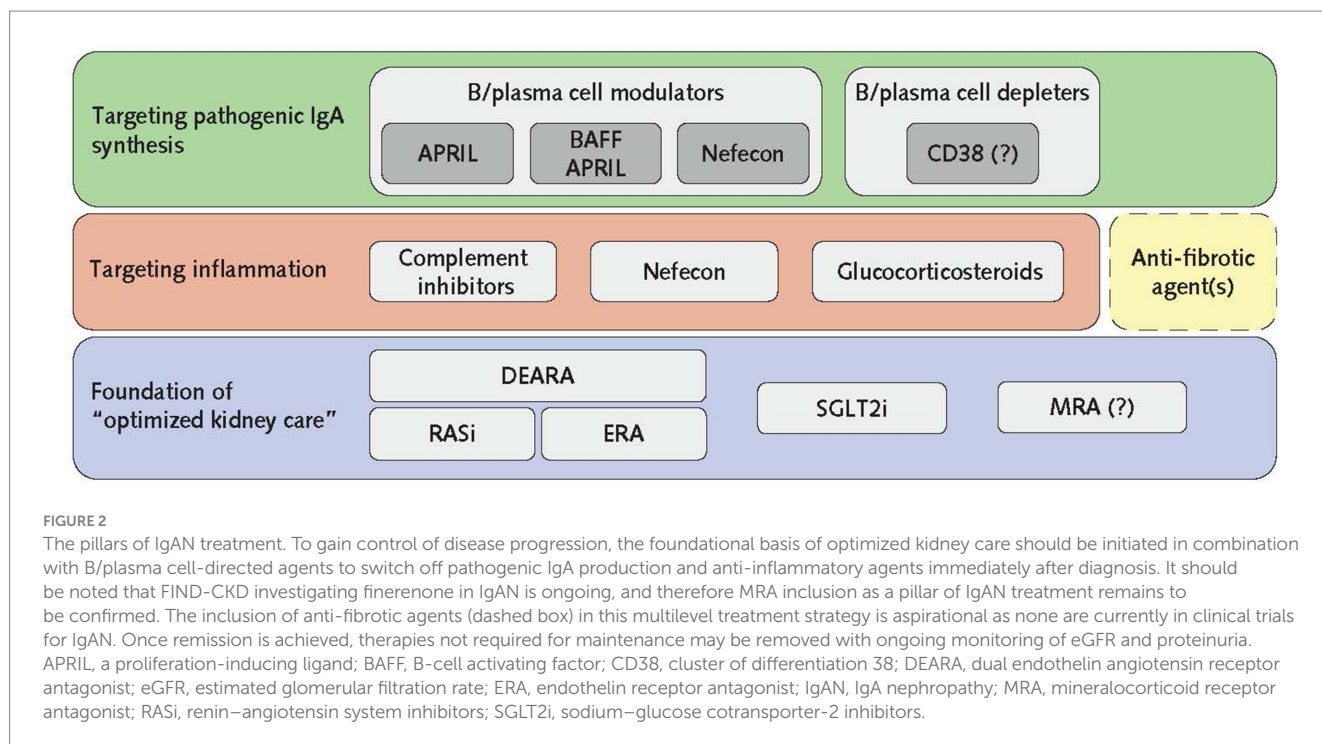 Targeting pathogenic IgA
synthesis
B/plasma cell modulators
APRIL
BAFF
APRIL
Nefecon
B/plasma cell depleters
CD38 (?)
Targeting inflammation
Complement
inhibitors
Nefecon
Glucocorticosteroids
Anti-fibrotic
agent(s)
Foundation of
“optimized kidney care”
DEARA
RASi
ERA
SGLT2i
MRA (?)
FIGURE 2
The pillars of IgAN treatment. To gain control of disease progression, the foundational basis of optimized kidney care should be initiated in combination
with B/plasma cell-directed agents to switch off pathogenic IgA production and anti-inflammatory agents immediately after diagnosis. It should
be noted that FIND-CKD investigating finerenone in IgAN is ongoing, and therefore MRA inclusion as a pillar of IgAN treatment remains to
be confirmed. The inclusion of anti-fibrotic agents (dashed box) in this multilevel treatment strategy is aspirational as none are currently in clinical trials
for IgAN. Once remission is achieved, therapies not required for maintenance may be removed with ongoing monitoring of eGFR and proteinuria.
APRIL, a proliferation-inducing ligand; BAFF, B-cell activating factor; CD38, cluster of differentiation 38; DEARA, dual endothelin angiotensin receptor
antagonist; eGFR, estimated glomerular filtration rate; ERA, endothelin receptor antagonist; IgAN, IgA nephropathy; MRA, mineralocorticoid receptor
antagonist; RASi, renin–angiotensin system inhibitors; SGLT2i, sodium–glucose cotransporter-2 inhibitors.